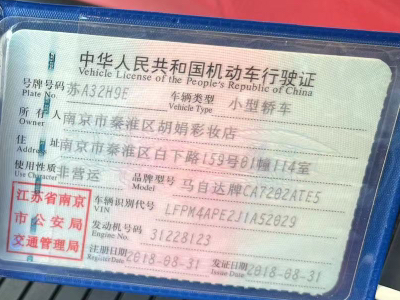 中华人民共和国机动车行驶证
Vehicle License of the People's Republic of China
号牌号码 苏A32H9E 车辆类型 小型轿车
Plate No. Vehicle Type
所有人 南京市秦淮区胡娟彩妆店
Owner
住址 南京市秦淮区白下路159号01幢114室
Address
使用性质 非营运 品牌型号 马自达牌CA7202ATE5
Use Character Model
江苏省南京市公安局交通管理局
车辆识别代号 LFPM4APE2J1A52029
VIN
发动机号码 31228123
Engine No.
注册日期 2018-08-31 发证日期 2018-08-31
Register Date Issue Date